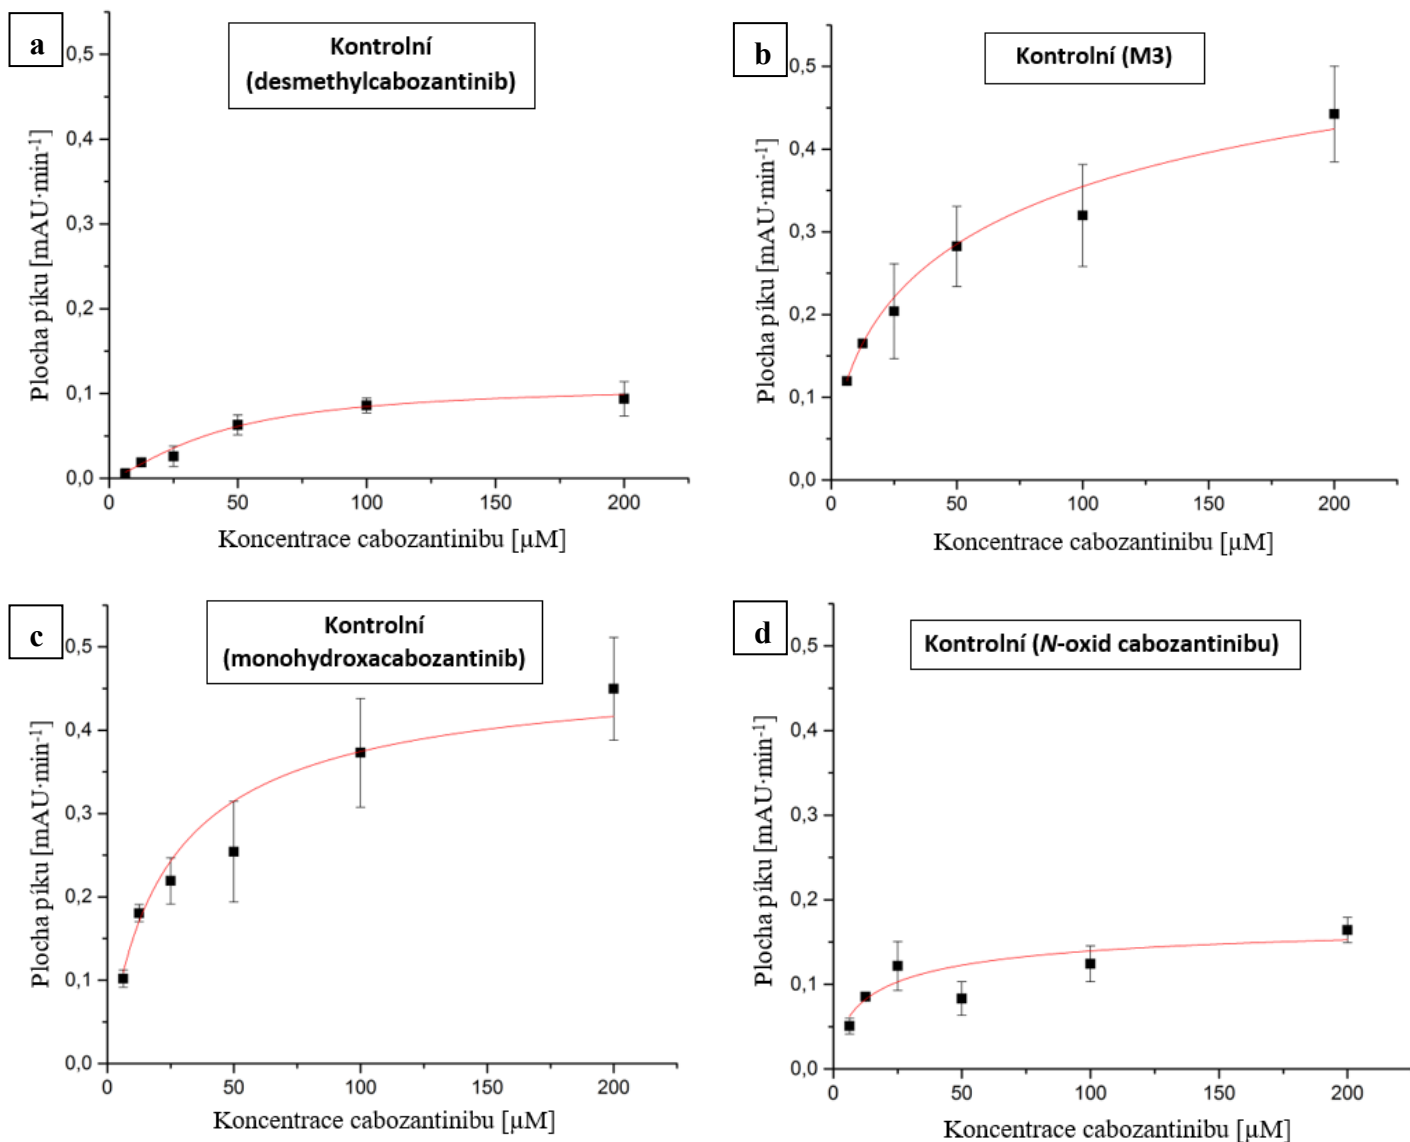 a
Kontrolní
(desmethylcabozantinib)
0,5
0,4
0,3
0,2
0,1
0,0
Plocha píku [mAU·min-1]
0 50 100 150 200
Koncentrace cabozantinibu [µM]
b
Kontrolní (M3)
0,5
0,4
0,3
0,2
0,1
0,0
Plocha píku [mAU·min-1]
0 50 100 150 200
Koncentrace cabozantinibu [µM]
c
Kontrolní
(monohydroxacabozantinib)
0,5
0,4
0,3
0,2
0,1
0,0
Plocha píku [mAU·min-1]
0 50 100 150 200
Koncentrace cabozantinibu [µM]
d
Kontrolní (N-oxid cabozantinibu)
0,5
0,4
0,3
0,2
0,1
0,0
Plocha píku [mAU·min-1]
0 50 100 150 200
Koncentrace cabozantinibu [µM]